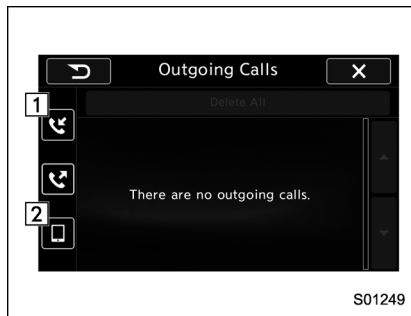 Outgoing Calls
1
Delete All
There are no outgoing calls.
2
S01249